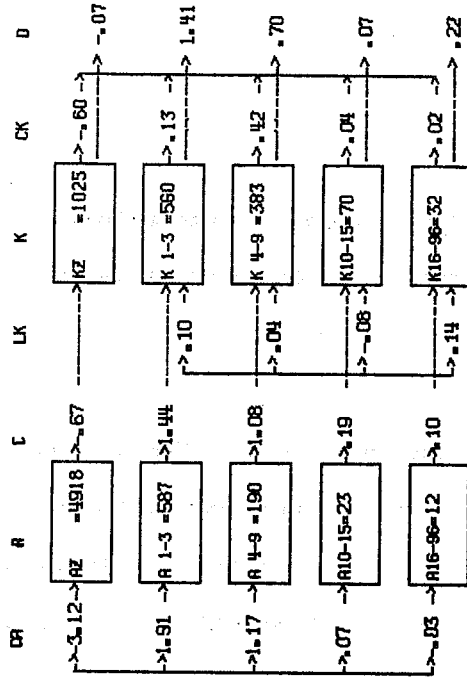 CA A C LK K CK D
->-3.12-> AZ =4918 ->-.67 -----> KZ =1025 ->-.60 -> -----> -.07
->1.91-> A 1-3 =587 ->1.44 -----> K 1-3 =560 ->.13 -> -----> 1.41
->.10 ->
->1.17-> A 4-9 =190 ->1.08 -----> K 4-9 =383 ->.42 -> -----> .70
->.04 ->
->.07 -> A10-15=23 ->.19 -----> K10-15=70 ->.04 -> -----> .07
->-.08 ->
->-.03 -> A16-96=12 ->.10 -----> K16-96=32 ->.02 -> -----> .22
->.14 ->